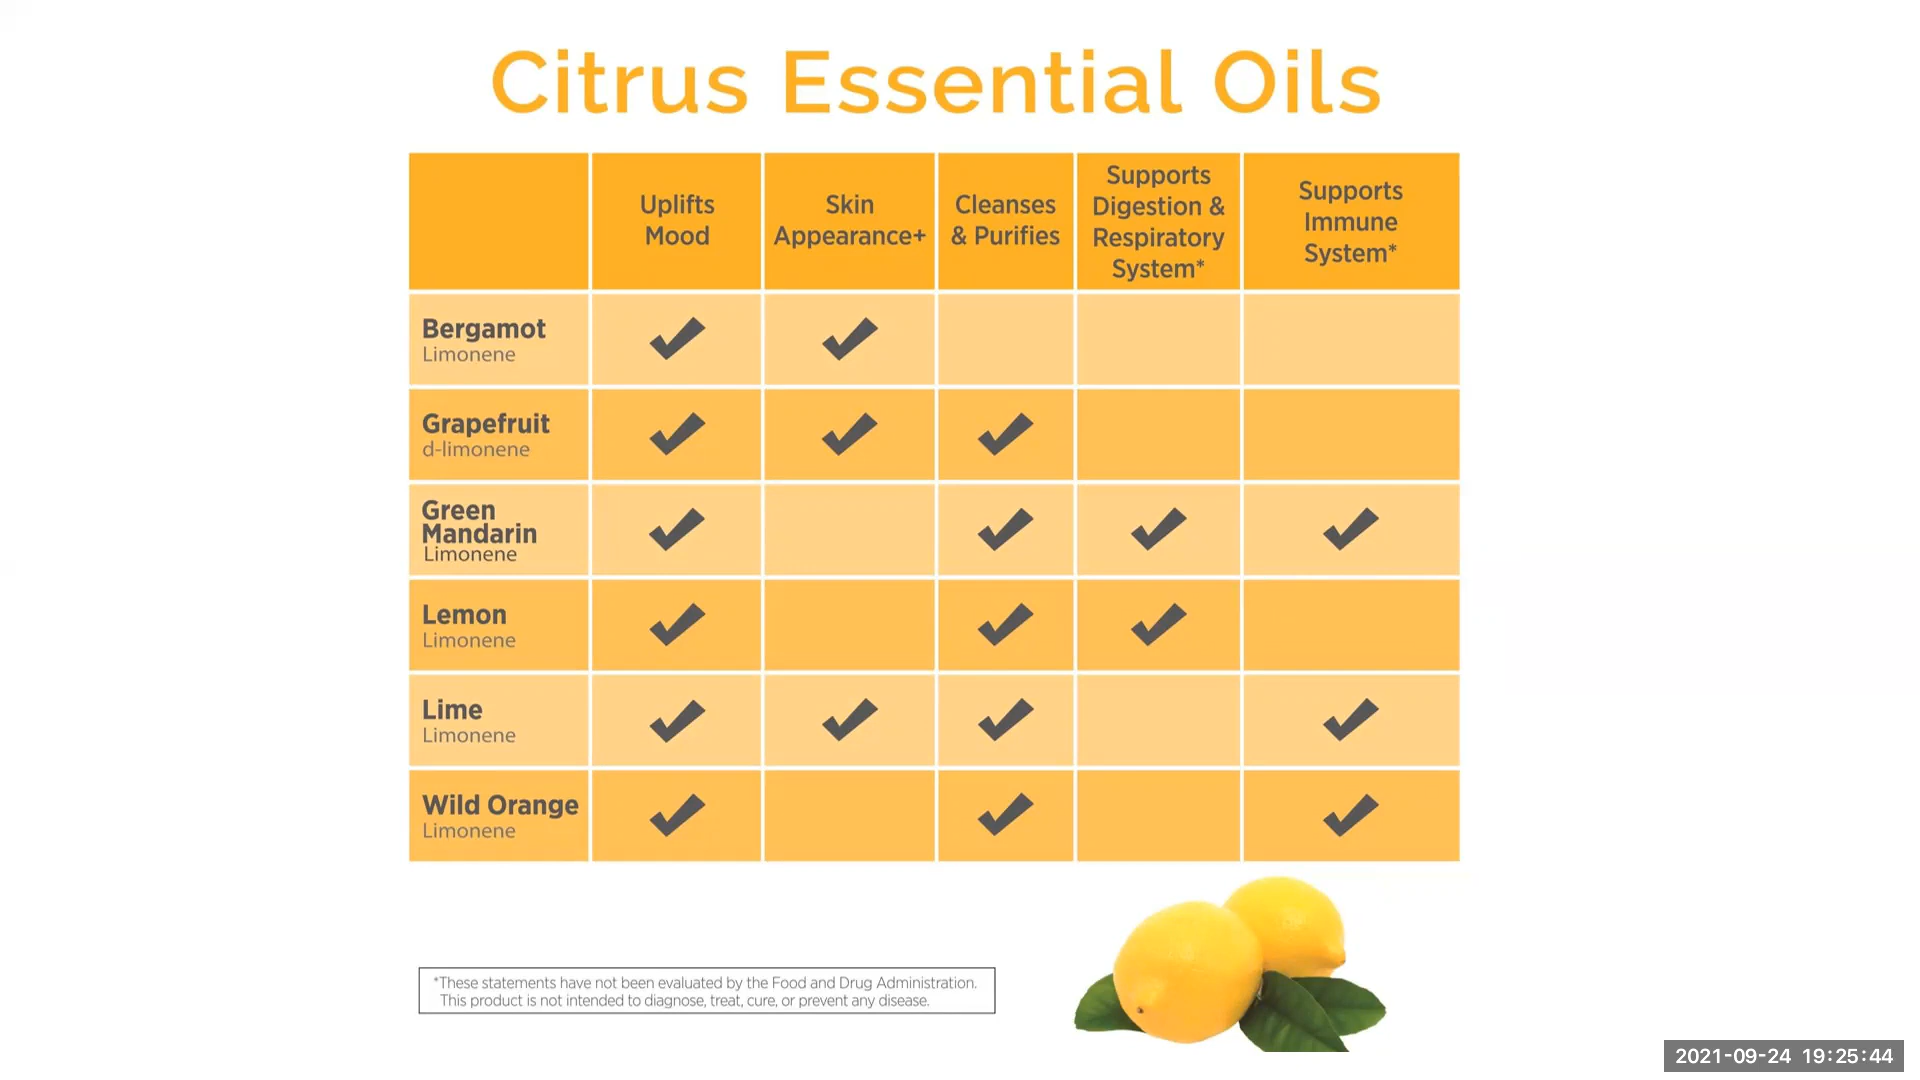 Citrus Essential Oils
Uplifts
Mood
Skin
Appearance+
Cleanses
& Purifies
Supports
Digestion &
Respiratory
System*
Supports
Immune
System*
Bergamot
Limonene
Grapefruit
d-limonene
Green
Mandarin
Limonene
Lemon
Limonene
Lime
Limonene
Wild Orange
Limonene
*These statements have not been evaluated by the Food and Drug Administration.
This product is not intended to diagnose, treat, cure, or prevent any disease.
2021-09-24 19:25:44